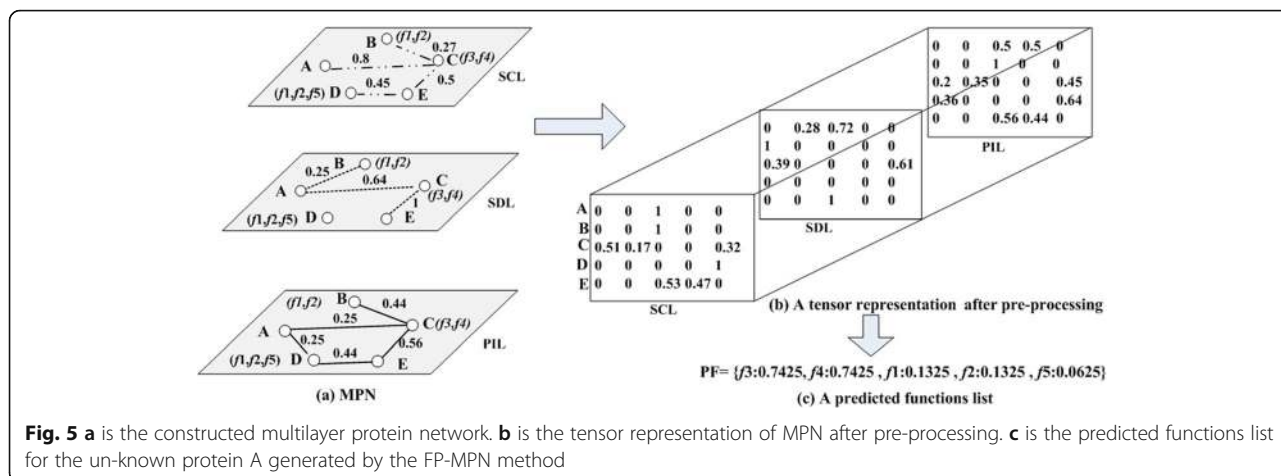 B (f1,f2)
0.27
0.8
A
C (f3,f4)
0.45
0.5
(f1,f2,f5) D
E
SCL
B (f1,f2)
0.25
0.64
A
C
(f3,f4)
1
(f1,f2,f5) D
E
SDL
(f1,f2) B
0.44
0.25
A
C(f3,f4)
0.25
0.56
(f1,f2,f5) D
0.44
E
PIL
(a) MPN
0 0 0.5 0.5 0
0 0 1 0 0
0.2 0.35 0 0 0.45
0.36 0 0 0 0.64
0 0 0.56 0.44 0
PIL
0 0.28 0.72 0 0
1 0 0 0 0
0.39 0 0 0 0.61
0 0 0 0 0
0 0 1 0 0
SDL
A 0 0 1 0 0
B 0 0 1 0 0
C 0.51 0.17 0 0 0.32
D 0 0 0 0 1
E 0 0 0.53 0.47 0
SCL
(b) A tensor representation after pre-processing
PF= {f3:0.7425, f4:0.7425 , f1:0.1325 , f2:0.1325 , f5:0.0625}
(c) A predicted functions list
Fig. 5 a is the constructed multilayer protein network. b is the tensor representation of MPN after pre-processing. c is the predicted functions list
for the un-known protein A generated by the FP-MPN method